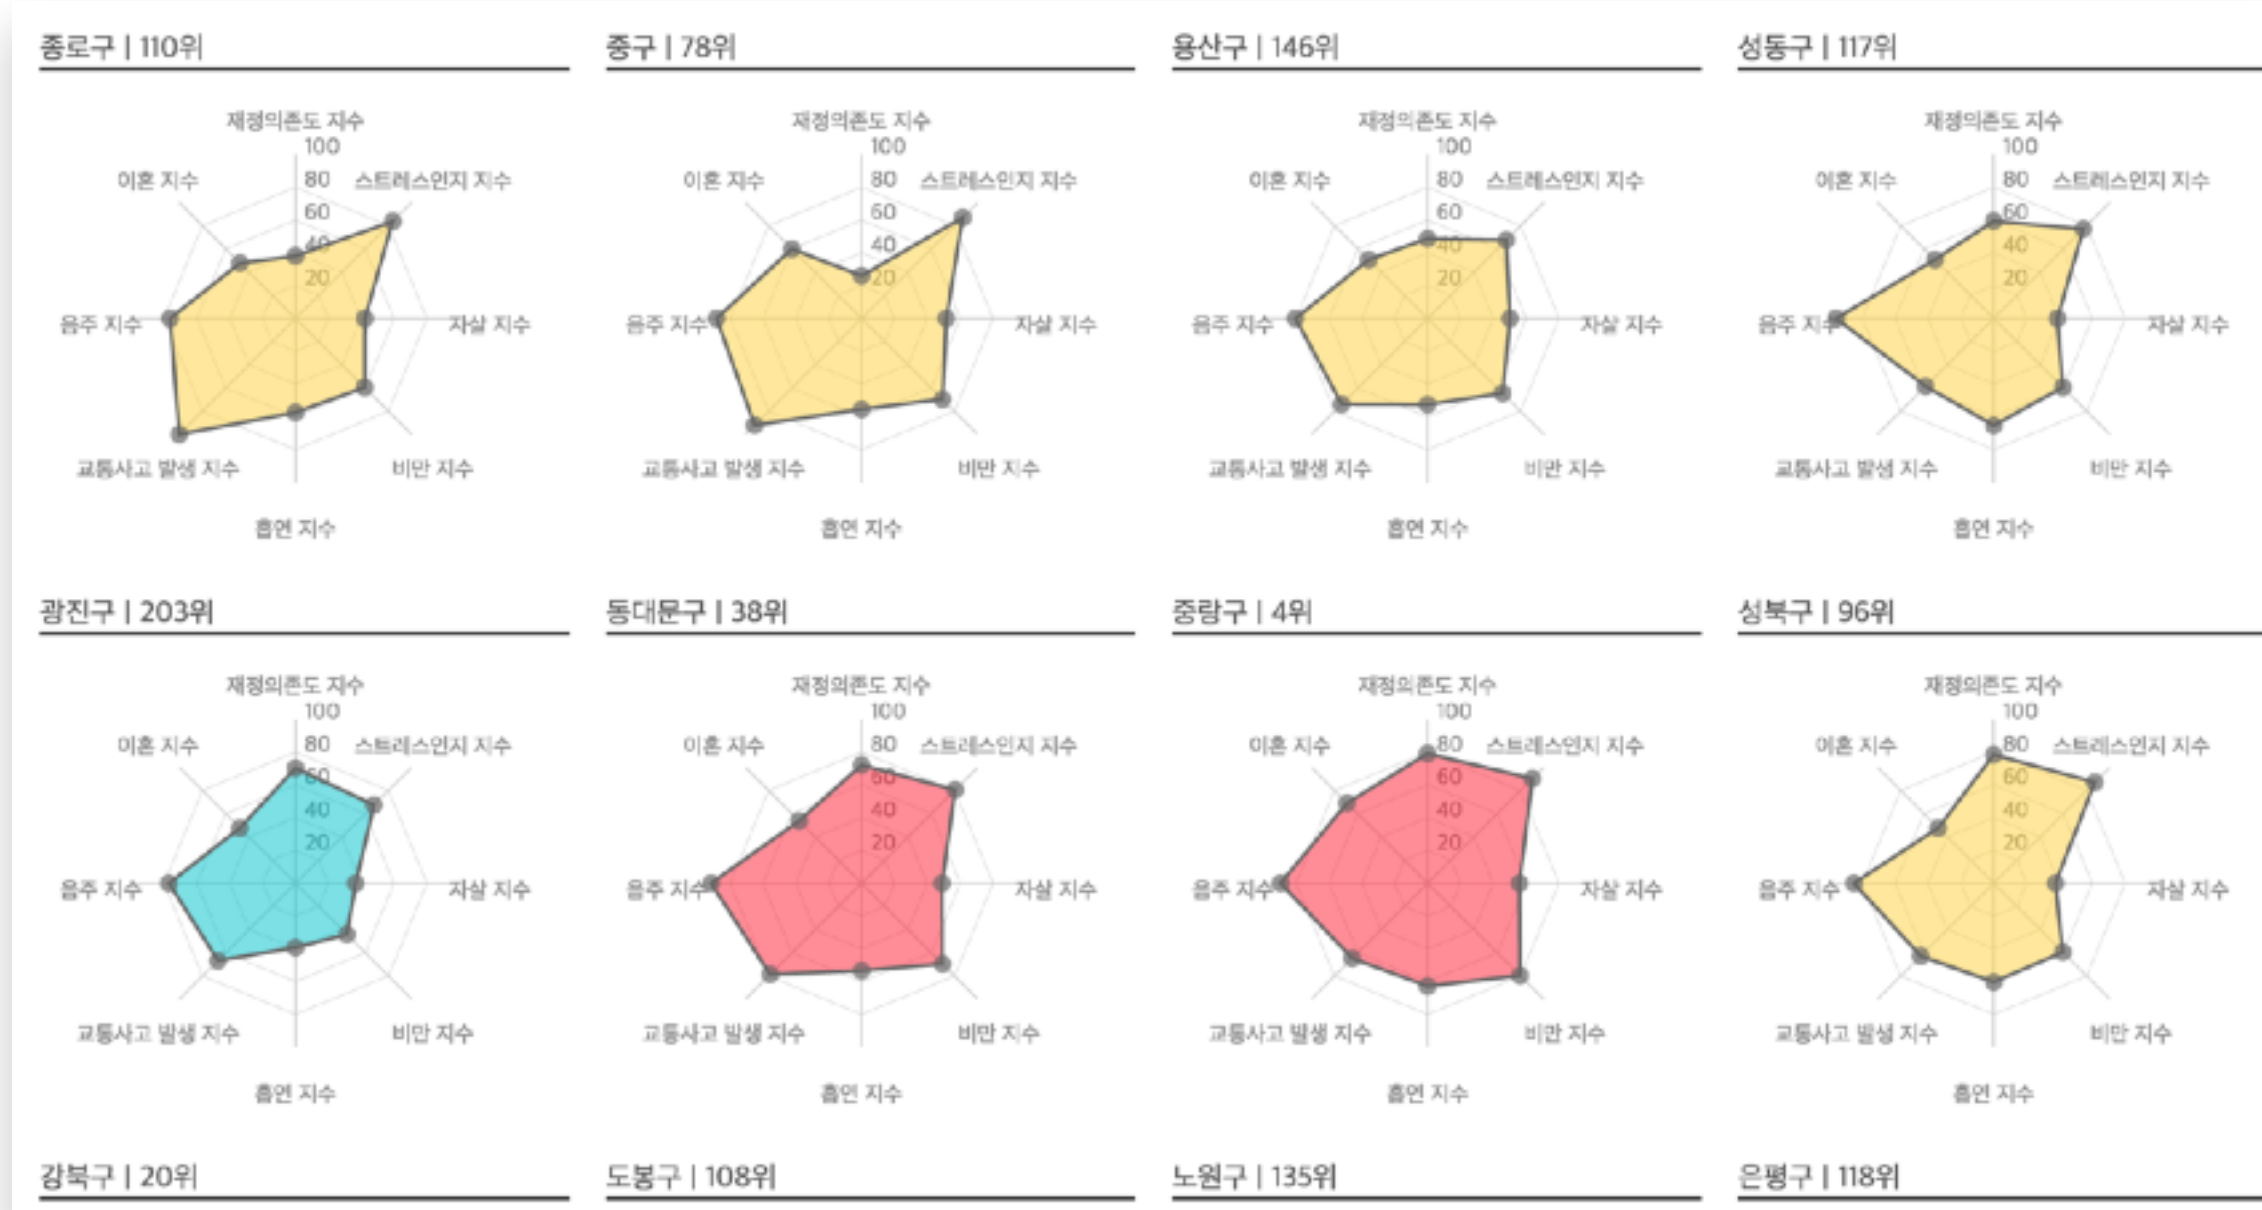 종로구 | 110위
재정의존도 지수
100
80
60
40
20
스트레스인지 지수
자살 지수
비만 지수
흡연 지수
교통사고 발생 지수
음주 지수
이혼 지수
중구 | 78위
재정의존도 지수
100
80
60
40
20
스트레스인지 지수
자살 지수
비만 지수
흡연 지수
교통사고 발생 지수
음주 지수
이혼 지수
용산구 | 146위
재정의존도 지수
100
80
60
40
20
스트레스인지 지수
자살 지수
비만 지수
흡연 지수
교통사고 발생 지수
음주 지수
이혼 지수
성동구 | 117위
재정의존도 지수
100
80
60
40
20
스트레스인지 지수
자살 지수
비만 지수
흡연 지수
교통사고 발생 지수
음주 지수
이혼 지수
광진구 | 203위
재정의존도 지수
100
80
60
40
20
스트레스인지 지수
자살 지수
비만 지수
흡연 지수
교통사고 발생 지수
음주 지수
이혼 지수
동대문구 | 38위
재정의존도 지수
100
80
60
40
20
스트레스인지 지수
자살 지수
비만 지수
흡연 지수
교통사고 발생 지수
음주 지수
이혼 지수
중랑구 | 4위
재정의존도 지수
100
80
60
40
20
스트레스인지 지수
자살 지수
비만 지수
흡연 지수
교통사고 발생 지수
음주 지수
이혼 지수
성북구 | 96위
재정의존도 지수
100
80
60
40
20
스트레스인지 지수
자살 지수
비만 지수
흡연 지수
교통사고 발생 지수
음주 지수
이혼 지수
강북구 | 20위
도봉구 | 108위
노원구 | 135위
은평구 | 118위